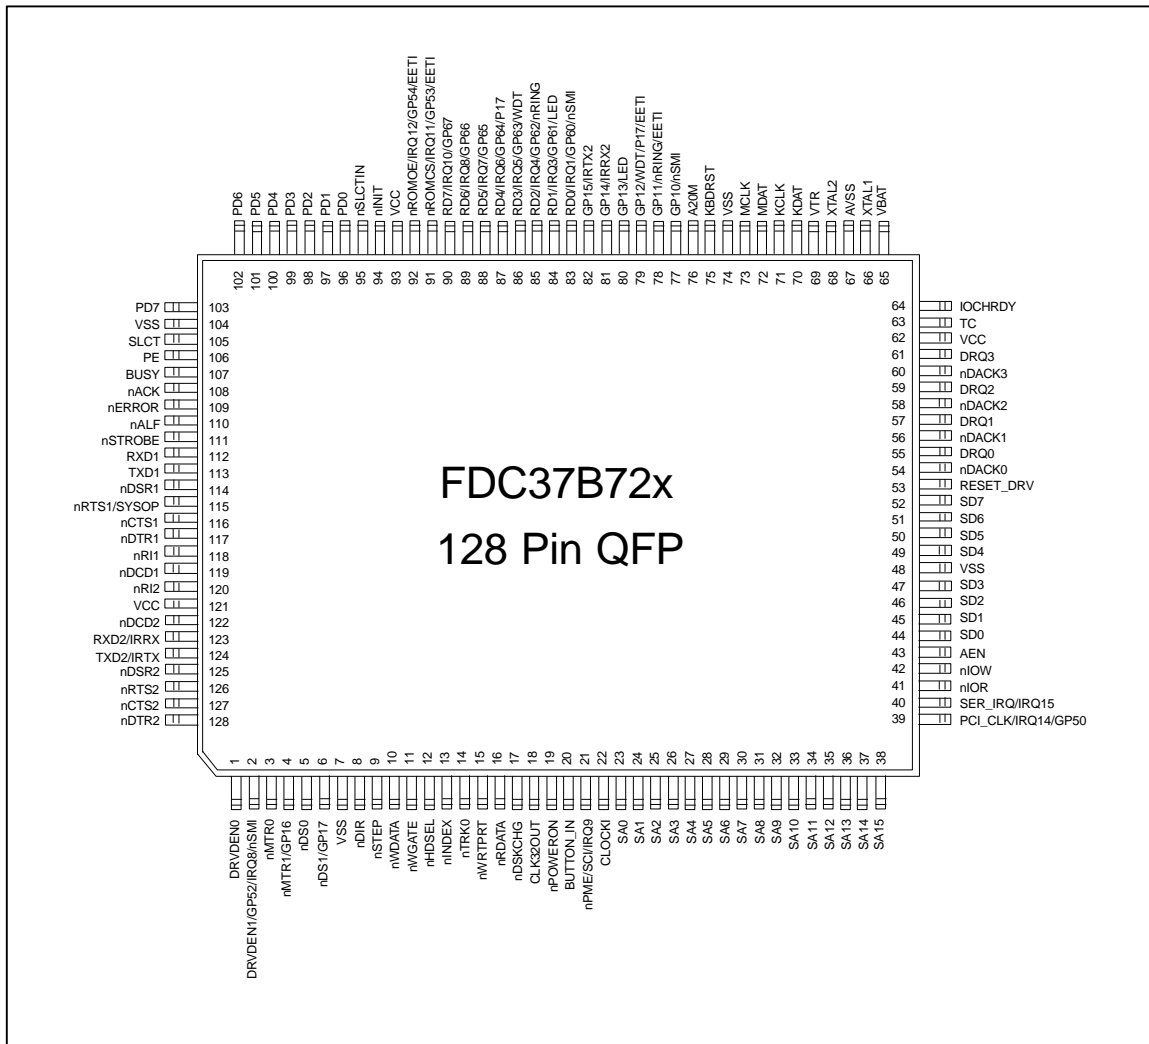 PD6
PD5
PD4
PD3
PD2
PD1
PD0
nSLCTIN
nINIT
VCC
nROMOE/IRQ12/GP54/EETI
nROMCS/IRQ11/GP53/EETI
RD7/IRQ10/GP67
RD6/IRQ8/GP66
RD5/IRQ7/GP65
RD4/IRQ6/GP64/P17
RD3/IRQ5/GP63/WDT
RD2/IRQ4/GP62/nRING
RD1/IRQ3/GP61/LED
RD0/IRQ1/GP60/nSMI
GP15/IRTX2
GP14/IRRX2
GP13/LED
GP12/WDT/P17/EETI
GP11/nRING/EETI
GP10/nSMI
A20M
KBDRST
VSS
MCLK
MDAT
KCLK
KDAT
VTR
XTAL2
AVSS
XTAL1
VBAT
102
101
100
99
98
97
96
95
94
93
92
91
90
89
88
87
86
85
84
83
82
81
80
79
78
77
76
75
74
73
72
71
70
69
68
67
66
65
PD7 103
VSS 104
SLCT 105
PE 106
BUSY 107
nACK 108
nERROR 109
nALF 110
nSTROBE 111
RXD1 112
TXD1 113
nDSR1 114
nRTS1/SYSOP 115
nCTS1 116
nDTR1 117
nRI1 118
nDCD1 119
nRI2 120
VCC 121
nDCD2 122
RXD2/IRRX 123
TXD2/IRTX 124
nDSR2 125
nRTS2 126
nCTS2 127
nDTR2 128
FDC37B72x
128 Pin QFP
64 IOCHRDY
63 TC
62 VCC
61 DRQ3
60 nDACK3
59 DRQ2
58 nDACK2
57 DRQ1
56 nDACK1
55 DRQ0
54 nDACK0
53 RESET_DRV
52 SD7
51 SD6
50 SD5
49 SD4
48 VSS
47 SD3
46 SD2
45 SD1
44 SD0
43 AEN
42 nIOW
41 nIOR
40 SER_IRQ/IRQ15
39 PCI_CLK/IRQ14/GP50
1
2
3
4
5
6
7
8
9
10
11
12
13
14
15
16
17
18
19
20
21
22
23
24
25
26
27
28
29
30
31
32
33
34
35
36
37
38
DRVDEN0
DRVDEN1/GP52/IRQ8/nSMI
nMTR0
nMTR1/GP16
nDS0
nDS1/GP17
VSS
nDIR
nSTEP
nWDATA
nWGATE
nHDSEL
nINDEX
nTRK0
nWRTPRT
nRDATA
nDSKCHG
CLK32OUT
nPOWERON
BUTTON_IN
nPME/SCI/IRQ9
CLOCKI
SA0
SA1
SA2
SA3
SA4
SA5
SA6
SA7
SA8
SA9
SA10
SA11
SA12
SA13
SA14
SA15